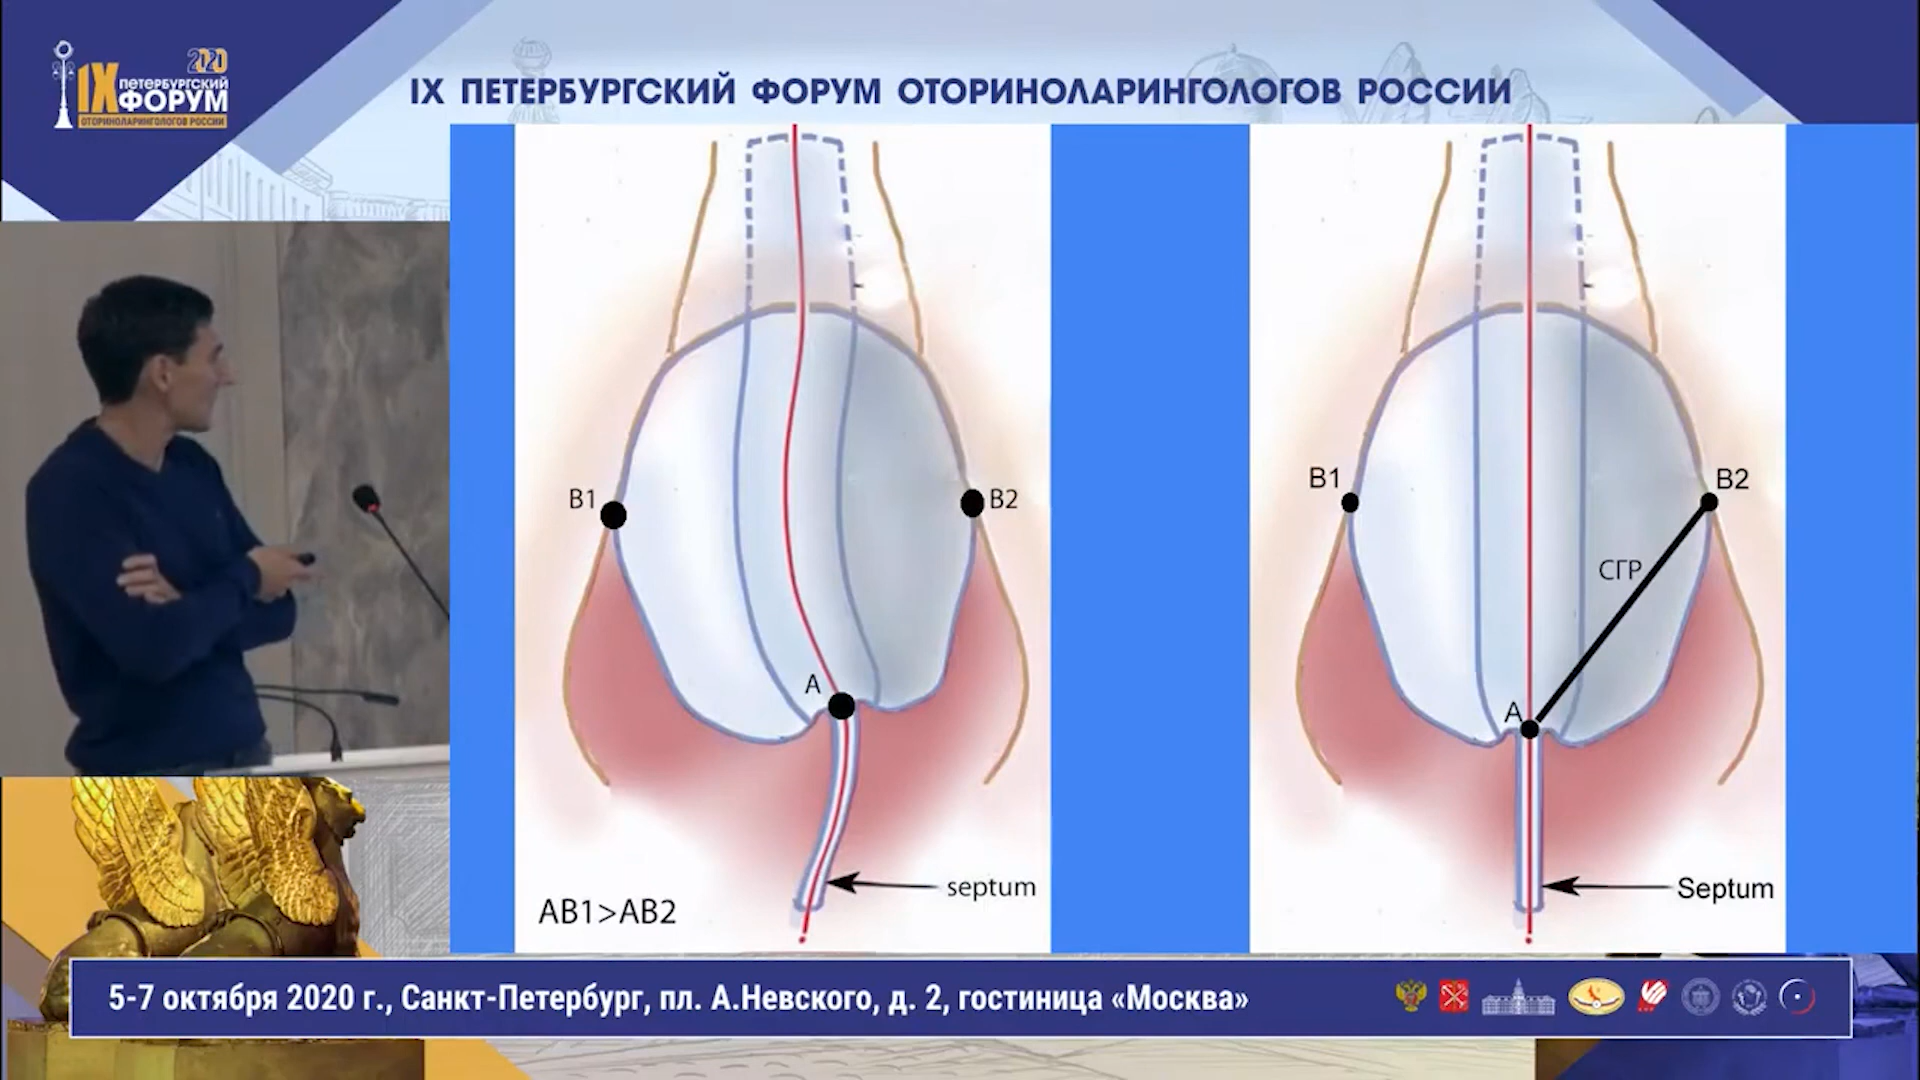 2020
IX ПЕТЕРБУРГСКИЙ
ФОРУМ
ОТОРИНОЛАРИНГОЛОГОВ РОССИИ
IX ПЕТЕРБУРГСКИЙ ФОРУМ ОТОРИНОЛАРИНГОЛОГОВ РОССИИ
B1
B2
A
septum
AB1>AB2
B1
B2
СГР
A
Septum
5-7 октября 2020 г., Санкт-Петербург, пл. А.Невского, д. 2, гостиница «Москва»